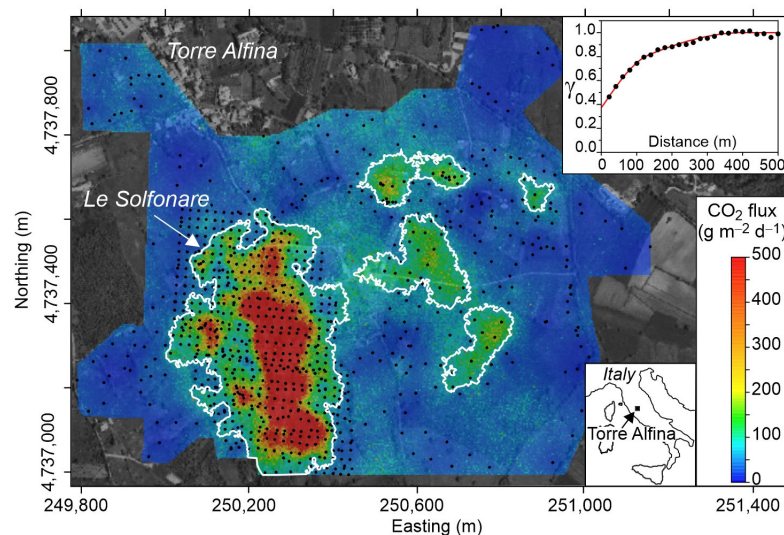 Torre Alfina
Le Solfonare
Northing (m)
4,737,800
4,737,400
4,737,000
249,800
250,200
250,600
251,000
251,400
Easting (m)
γ
1.0
0.8
0.6
0.4
0.2
0.0
Distance (m)
0
100
200
300
400
500
CO₂ flux
(g m⁻² d⁻¹)
500
400
300
200
100
0
Italy
Torre Alfina